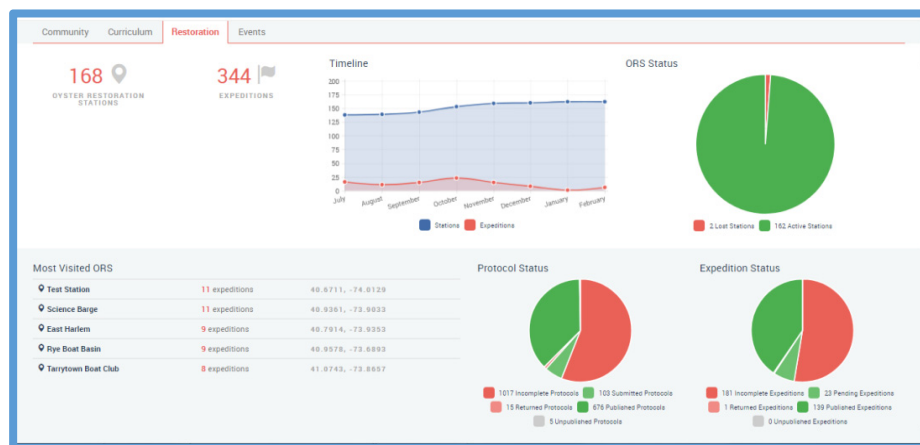 Community Curriculum Restoration Events
168
OYSTER RESTORATION
STATIONS
344
EXPEDITIONS
Timeline
200
175
150
125
100
75
50
25
0
July August September October November December January February
Stations Expeditions
ORS Status
2 Lost Stations 162 Active Stations
Most Visited ORS
Test Station 11 expeditions 40.6711, -74.0129
Science Barge 11 expeditions 40.9361, -73.9033
East Harlem 9 expeditions 40.7914, -73.9353
Rye Boat Basin 9 expeditions 40.9578, -73.6893
Tarrytown Boat Club 8 expeditions 41.0743, -73.8657
Protocol Status
1017 Incomplete Protocols 103 Submitted Protocols
15 Returned Protocols 676 Published Protocols
5 Unpublished Protocols
Expedition Status
181 Incomplete Expeditions 23 Pending Expeditions
1 Returned Expeditions 139 Published Expeditions
0 Unpublished Expeditions